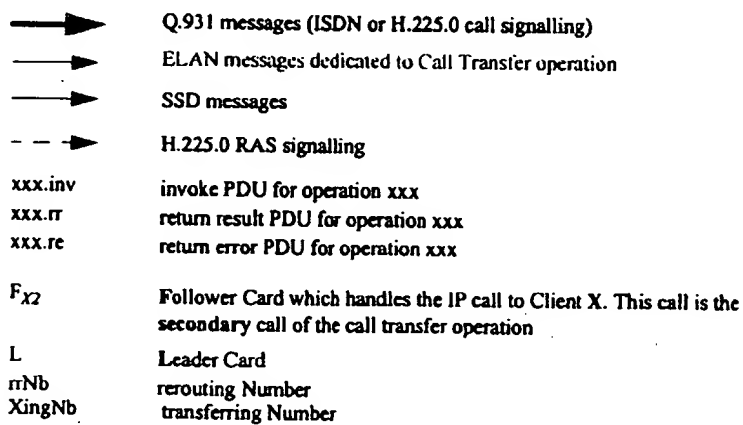 Q.931 messages (ISDN or H.225.0 call signalling)
ELAN messages dedicated to Call Transfer operation
SSD messages
H.225.0 RAS signalling
xxx.inv invoke PDU for operation xxx
xxx.rr return result PDU for operation xxx
xxx.re return error PDU for operation xxx
FX2 Follower Card which handles the IP call to Client X. This call is the
secondary call of the call transfer operation
L Leader Card
rrNb rerouting Number
XingNb transferring Number